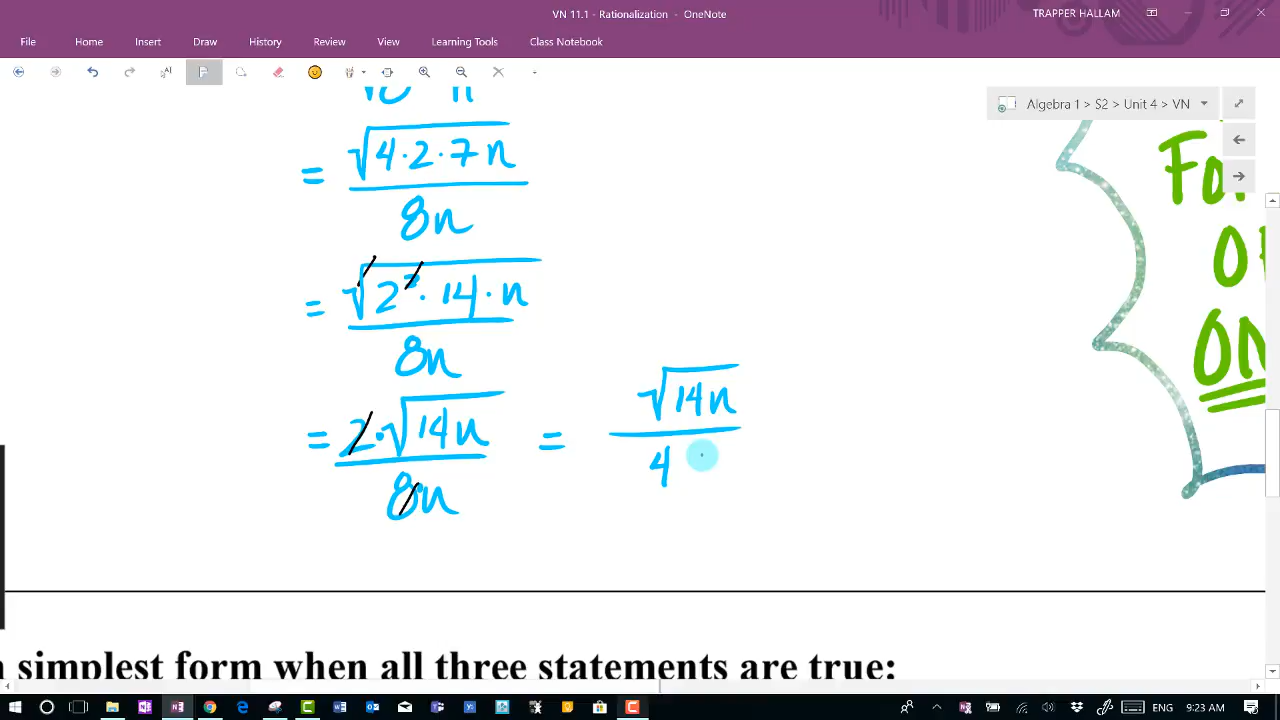 VN 11.1 - Rationalization - OneNote
TRAPPER HALLAM
File Home Insert Draw History Review View Learning Tools Class Notebook
Algebra 1 > S2 > Unit 4 > VN
= √4·2·7n
8n
= √2²·14·n
8n
= 2·√14n = √14n
8n 4
ON
n simplest form when all three statements are true:
9:23 AM